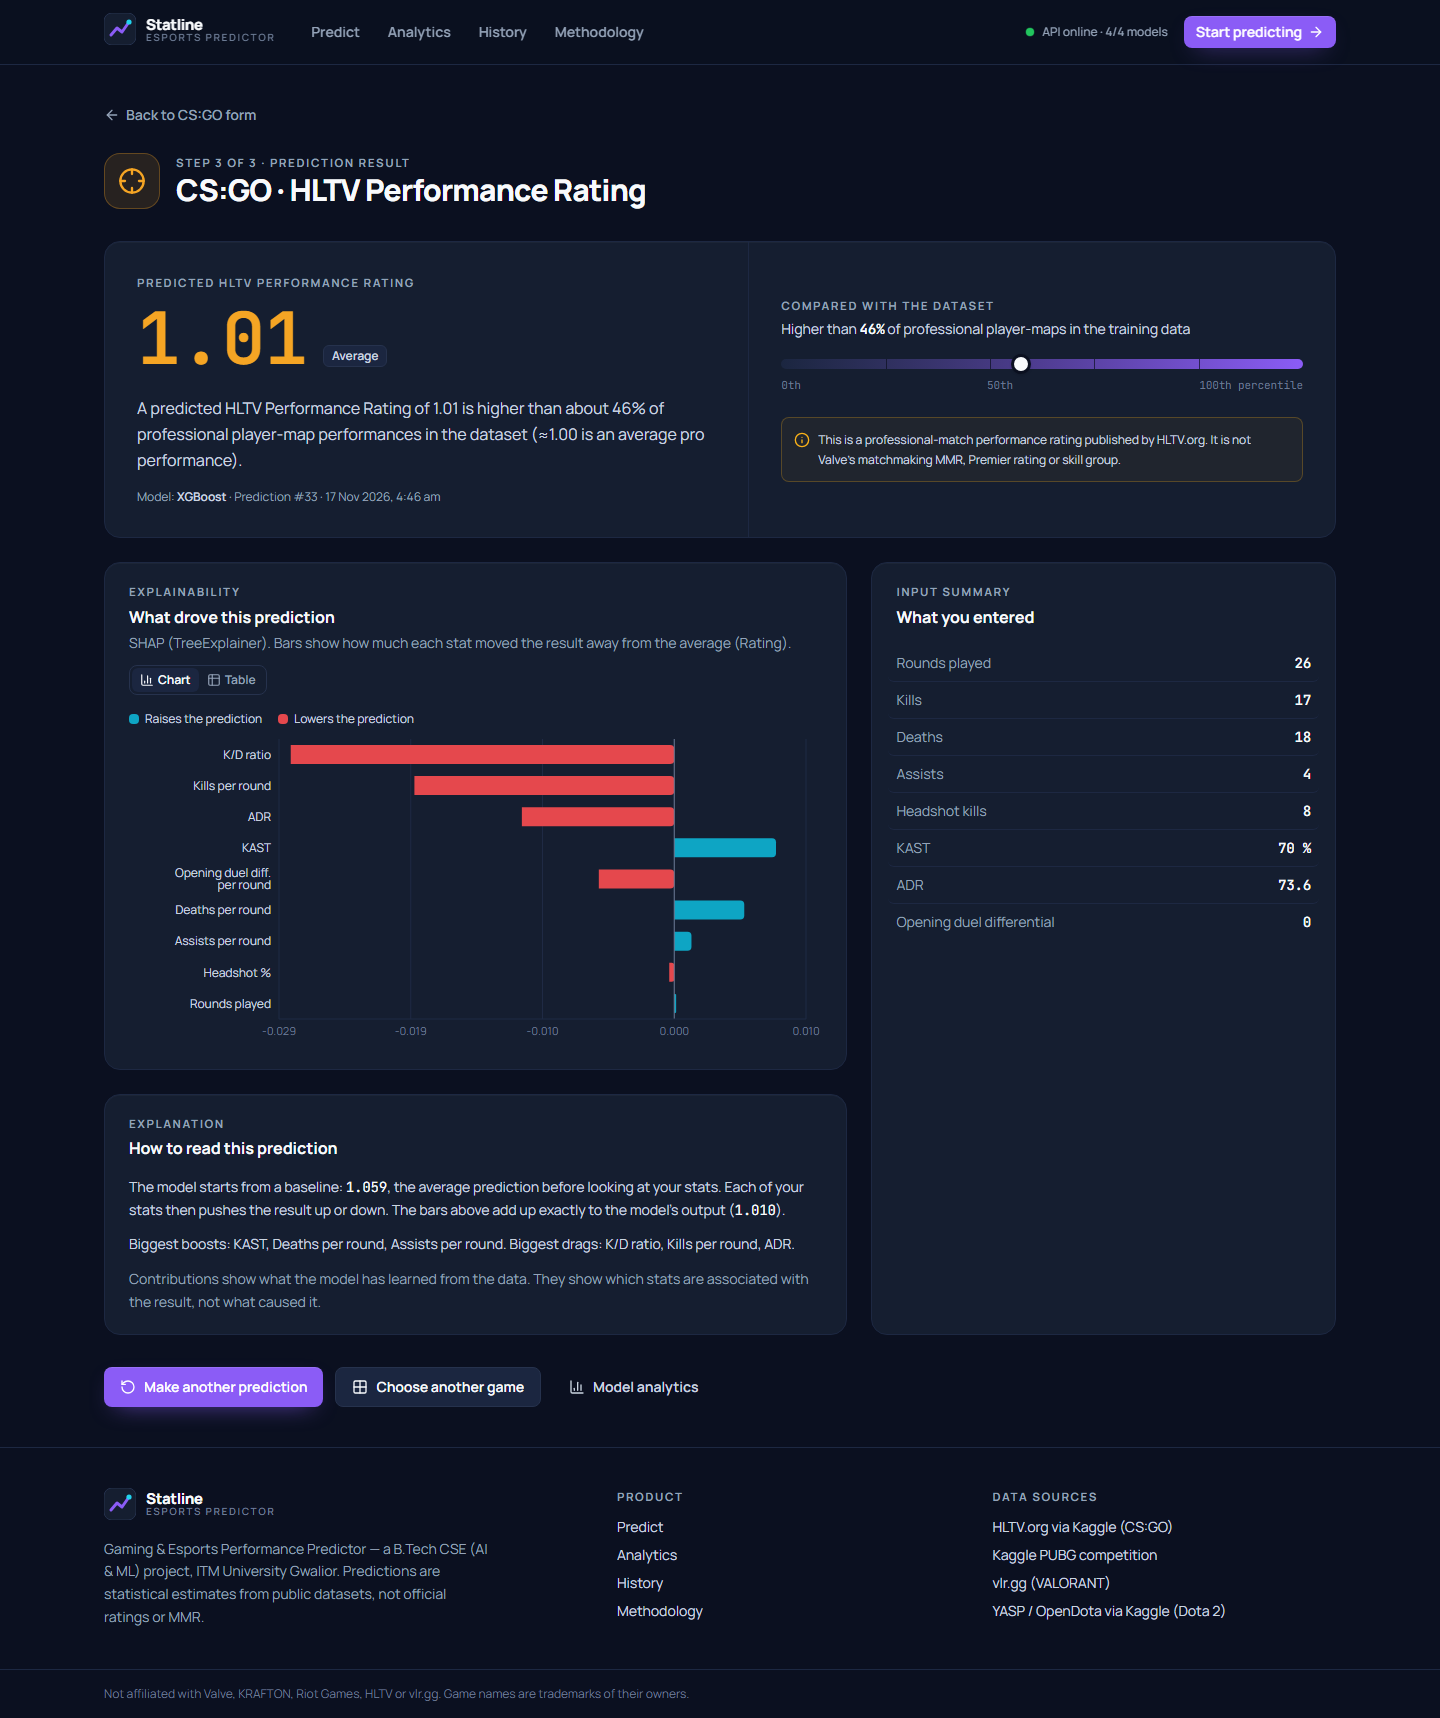 Statline
ESPORTS PREDICTOR
Predict
Analytics
History
Methodology
API online · 4/4 models
Start predicting
Back to CS:GO form
STEP 3 OF 3 · PREDICTION RESULT
CS:GO · HLTV Performance Rating
PREDICTED HLTV PERFORMANCE RATING
1.01
Average
A predicted HLTV Performance Rating of 1.01 is higher than about 46% of
professional player-map performances in the dataset (≈1.00 is an average pro
performance).
Model: XGBoost · Prediction #33 · 17 Nov 2026, 4:46 am
COMPARED WITH THE DATASET
Higher than 46% of professional player-maps in the training data
0th
50th
100th percentile
This is a professional-match performance rating published by HLTV.org. It is not
Valve's matchmaking MMR, Premier rating or skill group.
EXPLAINABILITY
What drove this prediction
SHAP (TreeExplainer). Bars show how much each stat moved the result away from the average (Rating).
Chart
Table
Raises the prediction
Lowers the prediction
K/D ratio
Kills per round
ADR
KAST
Opening duel diff.
per round
Deaths per round
Assists per round
Headshot %
Rounds played
-0.029
-0.019
-0.010
0.000
0.010
INPUT SUMMARY
What you entered
Rounds played 26
Kills 17
Deaths 18
Assists 4
Headshot kills 8
KAST 70 %
ADR 73.6
Opening duel differential 0
EXPLANATION
How to read this prediction
The model starts from a baseline: 1.059, the average prediction before looking at your stats. Each of your
stats then pushes the result up or down. The bars above add up exactly to the model's output (1.010).
Biggest boosts: KAST, Deaths per round, Assists per round. Biggest drags: K/D ratio, Kills per round, ADR.
Contributions show what the model has learned from the data. They show which stats are associated with
the result, not what caused it.
Make another prediction
Choose another game
Model analytics
Statline
ESPORTS PREDICTOR
Gaming & Esports Performance Predictor — a B.Tech CSE (AI
& ML) project, ITM University Gwalior. Predictions are
statistical estimates from public datasets, not official
ratings or MMR.
PRODUCT
Predict
Analytics
History
Methodology
DATA SOURCES
HLTV.org via Kaggle (CS:GO)
Kaggle PUBG competition
vlr.gg (VALORANT)
YASP / OpenDota via Kaggle (Dota 2)
Not affiliated with Valve, KRAFTON, Riot Games, HLTV or vlr.gg. Game names are trademarks of their owners.